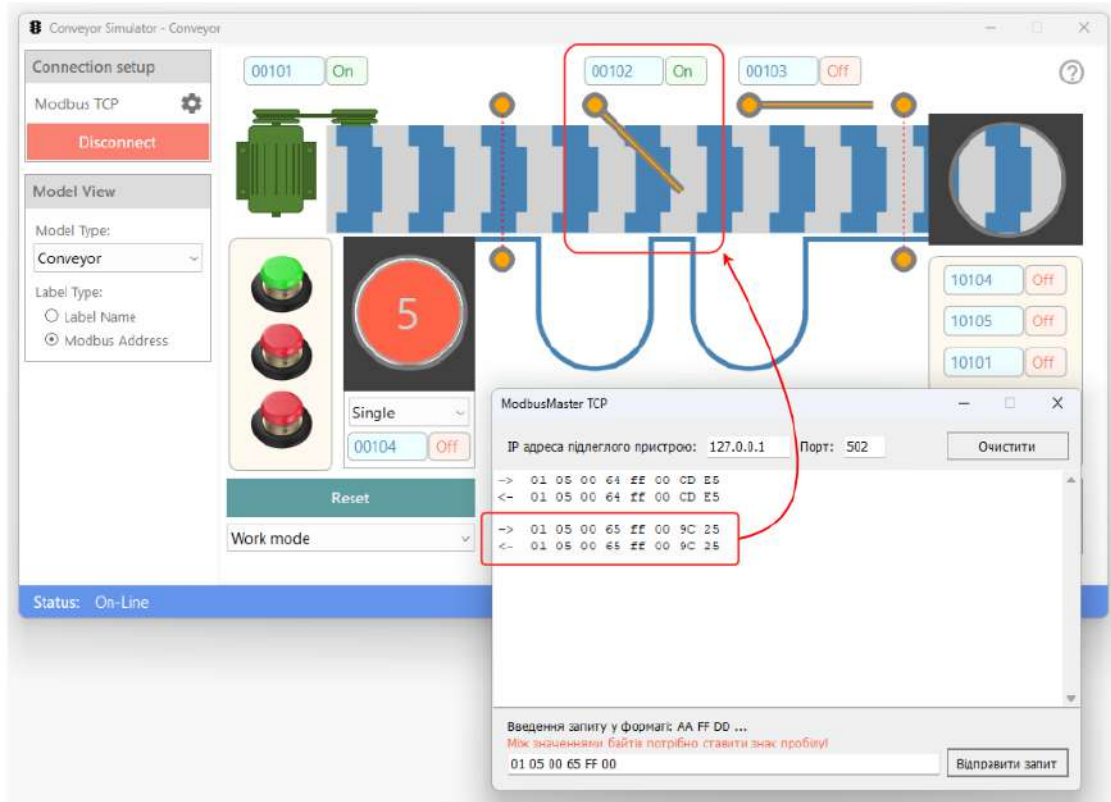 Conveyor Simulator - Conveyor
Connection setup
Modbus TCP
Disconnect
Model View
Model Type:
Conveyor
Label Type:
Label Name
Modbus Address
00101 On
00102 On
00103 Off
5
Single
00104 Off
Reset
Work mode
10104 Off
10105 Off
10101 Off
Status: On-Line
ModbusMaster TCP
IP адреса підлеглого пристрою: 127.0.0.1 Порт: 502 Очистити
-> 01 05 00 64 ff 00 CD E5
<- 01 05 00 64 ff 00 CD E5
-> 01 05 00 65 ff 00 9C 25
<- 01 05 00 65 ff 00 9C 25
Введення запиту у форматі: AA FF DD ...
Між значеннями байтів потрібно ставити знак пробілу!
01 05 00 65 FF 00 Відправити запит